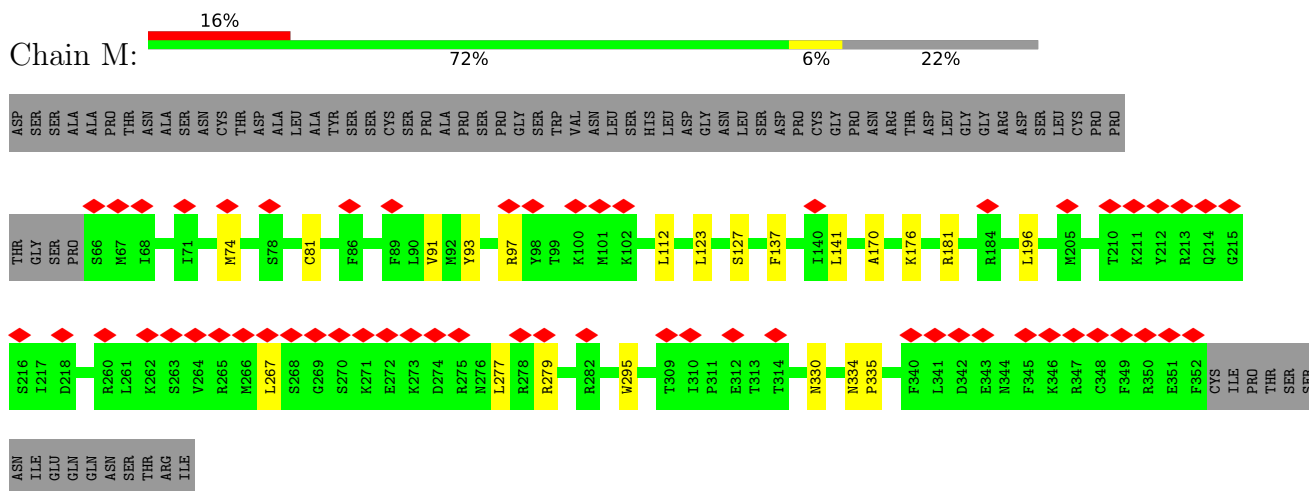 16%
Chain M:
72% 6% 22%
ASP SER SER ALA ALA PRO THR ASN ALA SER ASN CYS THR ASP ALA LEU ALA TYR SER SER CYS SER PRO ALA PRO SER PRO GLY SER TRP VAL ASN LEU SER HIS LEU ASP GLY ASN LEU SER ASP PRO CYS GLY PRO ASN ARG THR ASP LEU GLY GLY ARG ASP SER LEU CYS PRO PRO
THR GLY SER PRO S66 M67 I68 I71 M74 S78 C81 F86 F89 L90 V91 M92 Y93 R97 Y98 T99 K100 M101 K102 L112 L123 S127 F137 I140 L141 A170 K176 R181 R184 L196 M205 T210 K211 Y212 R213 Q214 G215
S216 I217 D218 R260 L261 K262 S263 V264 R265 M266 L267 S268 G269 S270 K271 E272 K273 D274 R275 N276 L277 R278 R279 R282 W295 T309 I310 P311 E312 T313 T314 N330 N334 P335 F340 L341 D342 E343 N344 F345 K346 R347 C348 F349 R350 E351 F352 CYS ILE PRO THR SER SER
ASN ILE GLU GLN GLN ASN SER THR ARG ILE